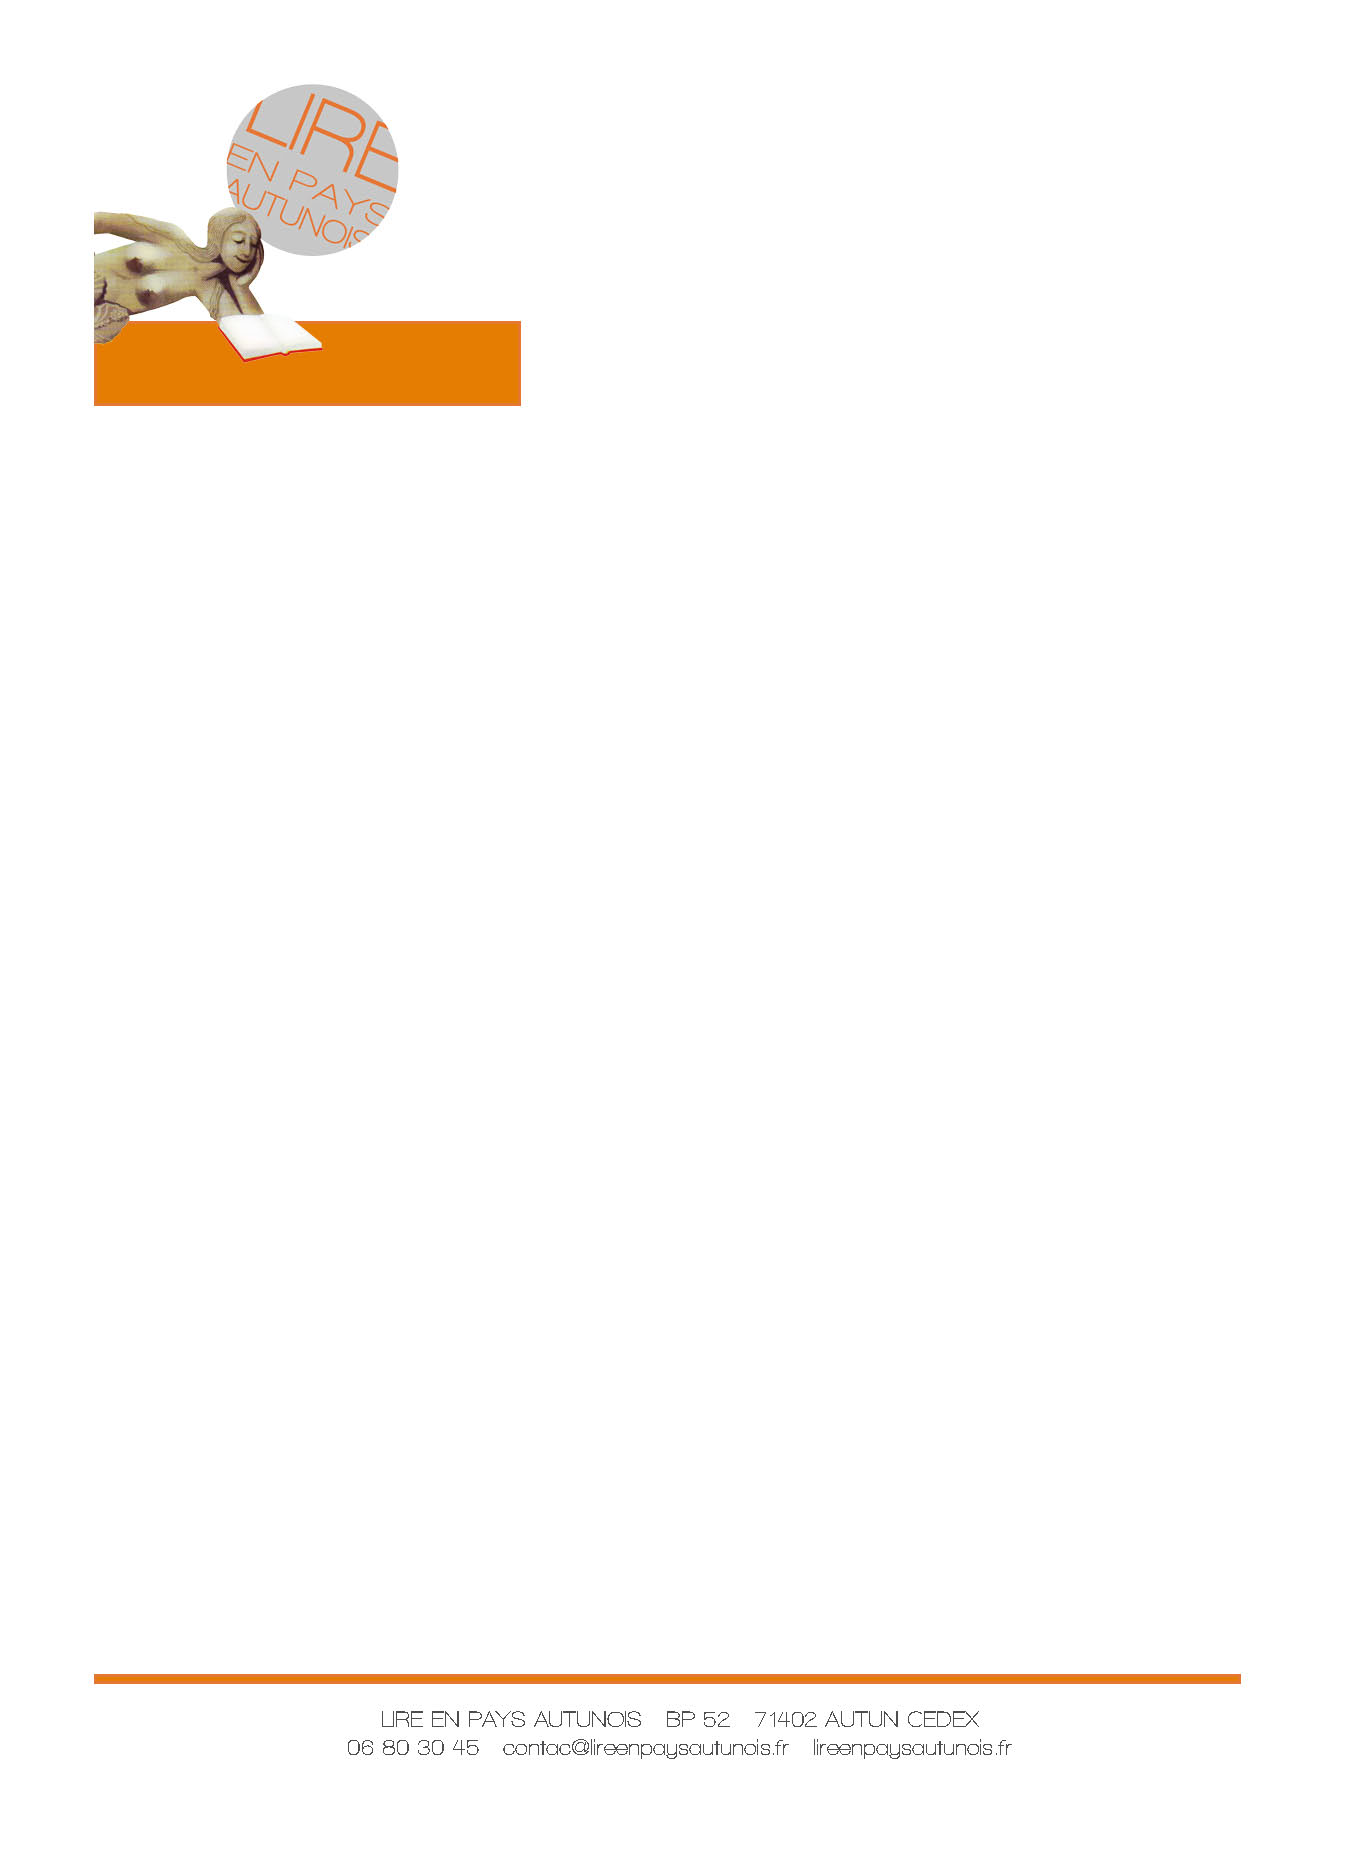 LIRE
EN PAYS
AUTUNOIS
LIRE EN PAYS AUTUNOIS BP 52 71402 AUTUN CEDEX
06 80 30 45 contac@lireenpaysautunois.fr lireenpaysautunois.fr